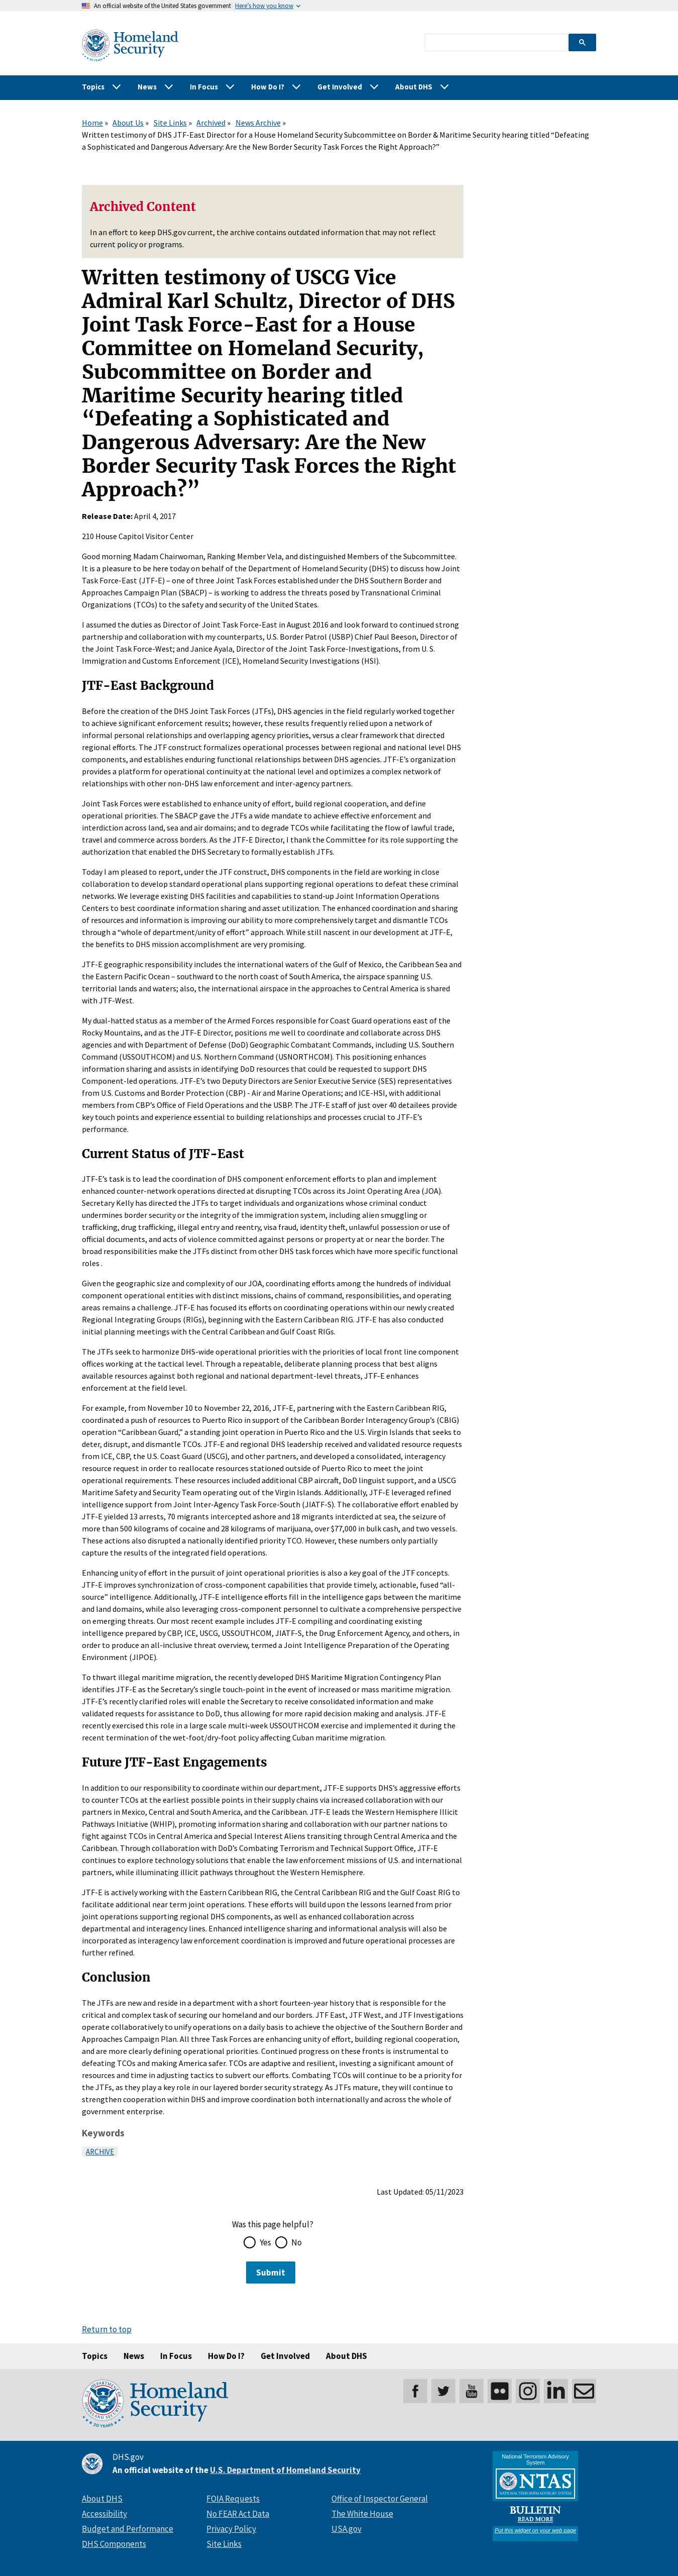 An official website of the United States government Here's how you know
Homeland
Security
Topics News In Focus How Do I? Get Involved About DHS
Home » About Us » Site Links » Archived » News Archive »
Written testimony of DHS JTF-East Director for a House Homeland Security Subcommittee on Border & Maritime Security hearing titled “Defeating
a Sophisticated and Dangerous Adversary: Are the New Border Security Task Forces the Right Approach?”
Archived Content
In an effort to keep DHS.gov current, the archive contains outdated information that may not reflect
current policy or programs.
Written testimony of USCG Vice
Admiral Karl Schultz, Director of DHS
Joint Task Force-East for a House
Committee on Homeland Security,
Subcommittee on Border and
Maritime Security hearing titled
“Defeating a Sophisticated and
Dangerous Adversary: Are the New
Border Security Task Forces the Right
Approach?”
Release Date: April 4, 2017
210 House Capitol Visitor Center
Good morning Madam Chairwoman, Ranking Member Vela, and distinguished Members of the Subcommittee.
It is a pleasure to be here today on behalf of the Department of Homeland Security (DHS) to discuss how Joint
Task Force-East (JTF-E) – one of three Joint Task Forces established under the DHS Southern Border and
Approaches Campaign Plan (SBACP) – is working to address the threats posed by Transnational Criminal
Organizations (TCOs) to the safety and security of the United States.
I assumed the duties as Director of Joint Task Force-East in August 2016 and look forward to continued strong
partnership and collaboration with my counterparts, U.S. Border Patrol (USBP) Chief Paul Beeson, Director of
the Joint Task Force-West; and Janice Ayala, Director of the Joint Task Force-Investigations, from U. S.
Immigration and Customs Enforcement (ICE), Homeland Security Investigations (HSI).
JTF-East Background
Before the creation of the DHS Joint Task Forces (JTFs), DHS agencies in the field regularly worked together
to achieve significant enforcement results; however, these results frequently relied upon a network of
informal personal relationships and overlapping agency priorities, versus a clear framework that directed
regional efforts. The JTF construct formalizes operational processes between regional and national level DHS
components, and establishes enduring functional relationships between DHS agencies. JTF-E’s organization
provides a platform for operational continuity at the national level and optimizes a complex network of
relationships with other non-DHS law enforcement and inter-agency partners.
Joint Task Forces were established to enhance unity of effort, build regional cooperation, and define
operational priorities. The SBACP gave the JTFs a wide mandate to achieve effective enforcement and
interdiction across land, sea and air domains; and to degrade TCOs while facilitating the flow of lawful trade,
travel and commerce across borders. As the JTF-E Director, I thank the Committee for its role supporting the
authorization that enabled the DHS Secretary to formally establish JTFs.
Today I am pleased to report, under the JTF construct, DHS components in the field are working in close
collaboration to develop standard operational plans supporting regional operations to defeat these criminal
networks. We leverage existing DHS facilities and capabilities to stand-up Joint Information Operations
Centers to best coordinate information sharing and asset utilization. The enhanced coordination and sharing
of resources and information is improving our ability to more comprehensively target and dismantle TCOs
through a “whole of department/unity of effort” approach. While still nascent in our development at JTF-E,
the benefits to DHS mission accomplishment are very promising.
JTF-E geographic responsibility includes the international waters of the Gulf of Mexico, the Caribbean Sea and
the Eastern Pacific Ocean – southward to the north coast of South America, the airspace spanning U.S.
territorial lands and waters; also, the international airspace in the approaches to Central America is shared
with JTF-West.
My dual-hatted status as a member of the Armed Forces responsible for Coast Guard operations east of the
Rocky Mountains, and as the JTF-E Director, positions me well to coordinate and collaborate across DHS
agencies and with Department of Defense (DoD) Geographic Combatant Commands, including U.S. Southern
Command (USSOUTHCOM) and U.S. Northern Command (USNORTHCOM). This positioning enhances
information sharing and assists in identifying DoD resources that could be requested to support DHS
Component-led operations. JTF-E’s two Deputy Directors are Senior Executive Service (SES) representatives
from U.S. Customs and Border Protection (CBP) - Air and Marine Operations; and ICE-HSI, with additional
members from CBP’s Office of Field Operations and the USBP. The JTF-E staff of just over 40 detailees provide
key touch points and experience essential to building relationships and processes crucial to JTF-E’s
performance.
Current Status of JTF-East
JTF-E’s task is to lead the coordination of DHS component enforcement efforts to plan and implement
enhanced counter-network operations directed at disrupting TCOs across its Joint Operating Area (JOA).
Secretary Kelly has directed the JTFs to target individuals and organizations whose criminal conduct
undermines border security or the integrity of the immigration system, including alien smuggling or
trafficking, drug trafficking, illegal entry and reentry, visa fraud, identity theft, unlawful possession or use of
official documents, and acts of violence committed against persons or property at or near the border. The
broad responsibilities make the JTFs distinct from other DHS task forces which have more specific functional
roles .
Given the geographic size and complexity of our JOA, coordinating efforts among the hundreds of individual
component operational entities with distinct missions, chains of command, responsibilities, and operating
areas remains a challenge. JTF-E has focused its efforts on coordinating operations within our newly created
Regional Integrating Groups (RIGs), beginning with the Eastern Caribbean RIG. JTF-E has also conducted
initial planning meetings with the Central Caribbean and Gulf Coast RIGs.
The JTFs seek to harmonize DHS-wide operational priorities with the priorities of local front line component
offices working at the tactical level. Through a repeatable, deliberate planning process that best aligns
available resources against both regional and national department-level threats, JTF-E enhances
enforcement at the field level.
For example, from November 10 to November 22, 2016, JTF-E, partnering with the Eastern Caribbean RIG,
coordinated a push of resources to Puerto Rico in support of the Caribbean Border Interagency Group’s (CBIG)
operation “Caribbean Guard,” a standing joint operation in Puerto Rico and the U.S. Virgin Islands that seeks to
deter, disrupt, and dismantle TCOs. JTF-E and regional DHS leadership received and validated resource requests
from ICE, CBP, the U.S. Coast Guard (USCG), and other partners, and developed a consolidated, interagency
resource request in order to reallocate resources stationed outside of Puerto Rico to meet the joint
operational requirements. These resources included additional CBP aircraft, DoD linguist support, and a USCG
Maritime Safety and Security Team operating out of the Virgin Islands. Additionally, JTF-E leveraged refined
intelligence support from Joint Inter-Agency Task Force-South (JIATF-S). The collaborative effort enabled by
JTF-E yielded 13 arrests, 70 migrants intercepted ashore and 18 migrants interdicted at sea, the seizure of
more than 500 kilograms of cocaine and 28 kilograms of marijuana, over $77,000 in bulk cash, and two vessels.
These actions also disrupted a nationally identified priority TCO. However, these numbers only partially
capture the results of the integrated field operations.
Enhancing unity of effort in the pursuit of joint operational priorities is also a key goal of the JTF concepts.
JTF-E improves synchronization of cross-component capabilities that provide timely, actionable, fused “all-
source” intelligence. Additionally, JTF-E intelligence efforts fill in the intelligence gaps between the maritime
and land domains, while also leveraging cross-component personnel to cultivate a comprehensive perspective
on emerging threats. Our most recent example includes JTF-E compiling and coordinating existing
intelligence prepared by CBP, ICE, USCG, USSOUTHCOM, JIATF-S, the Drug Enforcement Agency, and others, in
order to produce an all-inclusive threat overview, termed a Joint Intelligence Preparation of the Operating
Environment (JIPOE).
To thwart illegal maritime migration, the recently developed DHS Maritime Migration Contingency Plan
identifies JTF-E as the Secretary’s single touch-point in the event of increased or mass maritime migration.
JTF-E’s recently clarified roles will enable the Secretary to receive consolidated information and make
validated requests for assistance to DoD, thus allowing for more rapid decision making and analysis. JTF-E
recently exercised this role in a large scale multi-week USSOUTHCOM exercise and implemented it during the
recent termination of the wet-foot/dry-foot policy affecting Cuban maritime migration.
Future JTF-East Engagements
In addition to our responsibility to coordinate within our department, JTF-E supports DHS’s aggressive efforts
to counter TCOs at the earliest possible points in their supply chains via increased collaboration with our
partners in Mexico, Central and South America, and the Caribbean. JTF-E leads the Western Hemisphere Illicit
Pathways Initiative (WHIP), promoting information sharing and collaboration with our partner nations to
fight against TCOs in Central America and Special Interest Aliens transiting through Central America and the
Caribbean. Through collaboration with DoD’s Combating Terrorism and Technical Support Office, JTF-E
continues to explore technology solutions that enable the law enforcement missions of U.S. and international
partners, while illuminating illicit pathways throughout the Western Hemisphere.
JTF-E is actively working with the Eastern Caribbean RIG, the Central Caribbean RIG and the Gulf Coast RIG to
facilitate additional near term joint operations. These efforts will build upon the lessons learned from prior
joint operations supporting regional DHS components, as well as enhanced collaboration across
departmental and interagency lines. Enhanced intelligence sharing and informational analysis will also be
incorporated as interagency law enforcement coordination is improved and future operational processes are
further refined.
Conclusion
The JTFs are new and reside in a department with a short fourteen-year history that is responsible for the
critical and complex task of securing our homeland and our borders. JTF East, JTF West, and JTF Investigations
operate collaboratively to unify operations on a daily basis to achieve the objective of the Southern Border and
Approaches Campaign Plan. All three Task Forces are enhancing unity of effort, building regional cooperation,
and are more clearly defining operational priorities. Continued progress on these fronts is instrumental to
defeating TCOs and making America safer. TCOs are adaptive and resilient, investing a significant amount of
resources and time in adjusting tactics to subvert our efforts. Combating TCOs will continue to be a priority for
the JTFs, as they play a key role in our layered border security strategy. As JTFs mature, they will continue to
strengthen cooperation within DHS and improve coordination both internationally and across the whole of
government enterprise.
Keywords
ARCHIVE
Last Updated: 05/11/2023
Was this page helpful?
Yes No
Submit
Return to top
Topics News In Focus How Do I? Get Involved About DHS
Homeland
Security
DHS.gov
An official website of the U.S. Department of Homeland Security
National Terrorism Advisory
System
NTAS
NATIONAL TERRORISM ADVISORY SYSTEM
BULLETIN
READ MORE
Put this widget on your web page
About DHS FOIA Requests Office of Inspector General
Accessibility No FEAR Act Data The White House
Budget and Performance Privacy Policy USA.gov
DHS Components Site Links